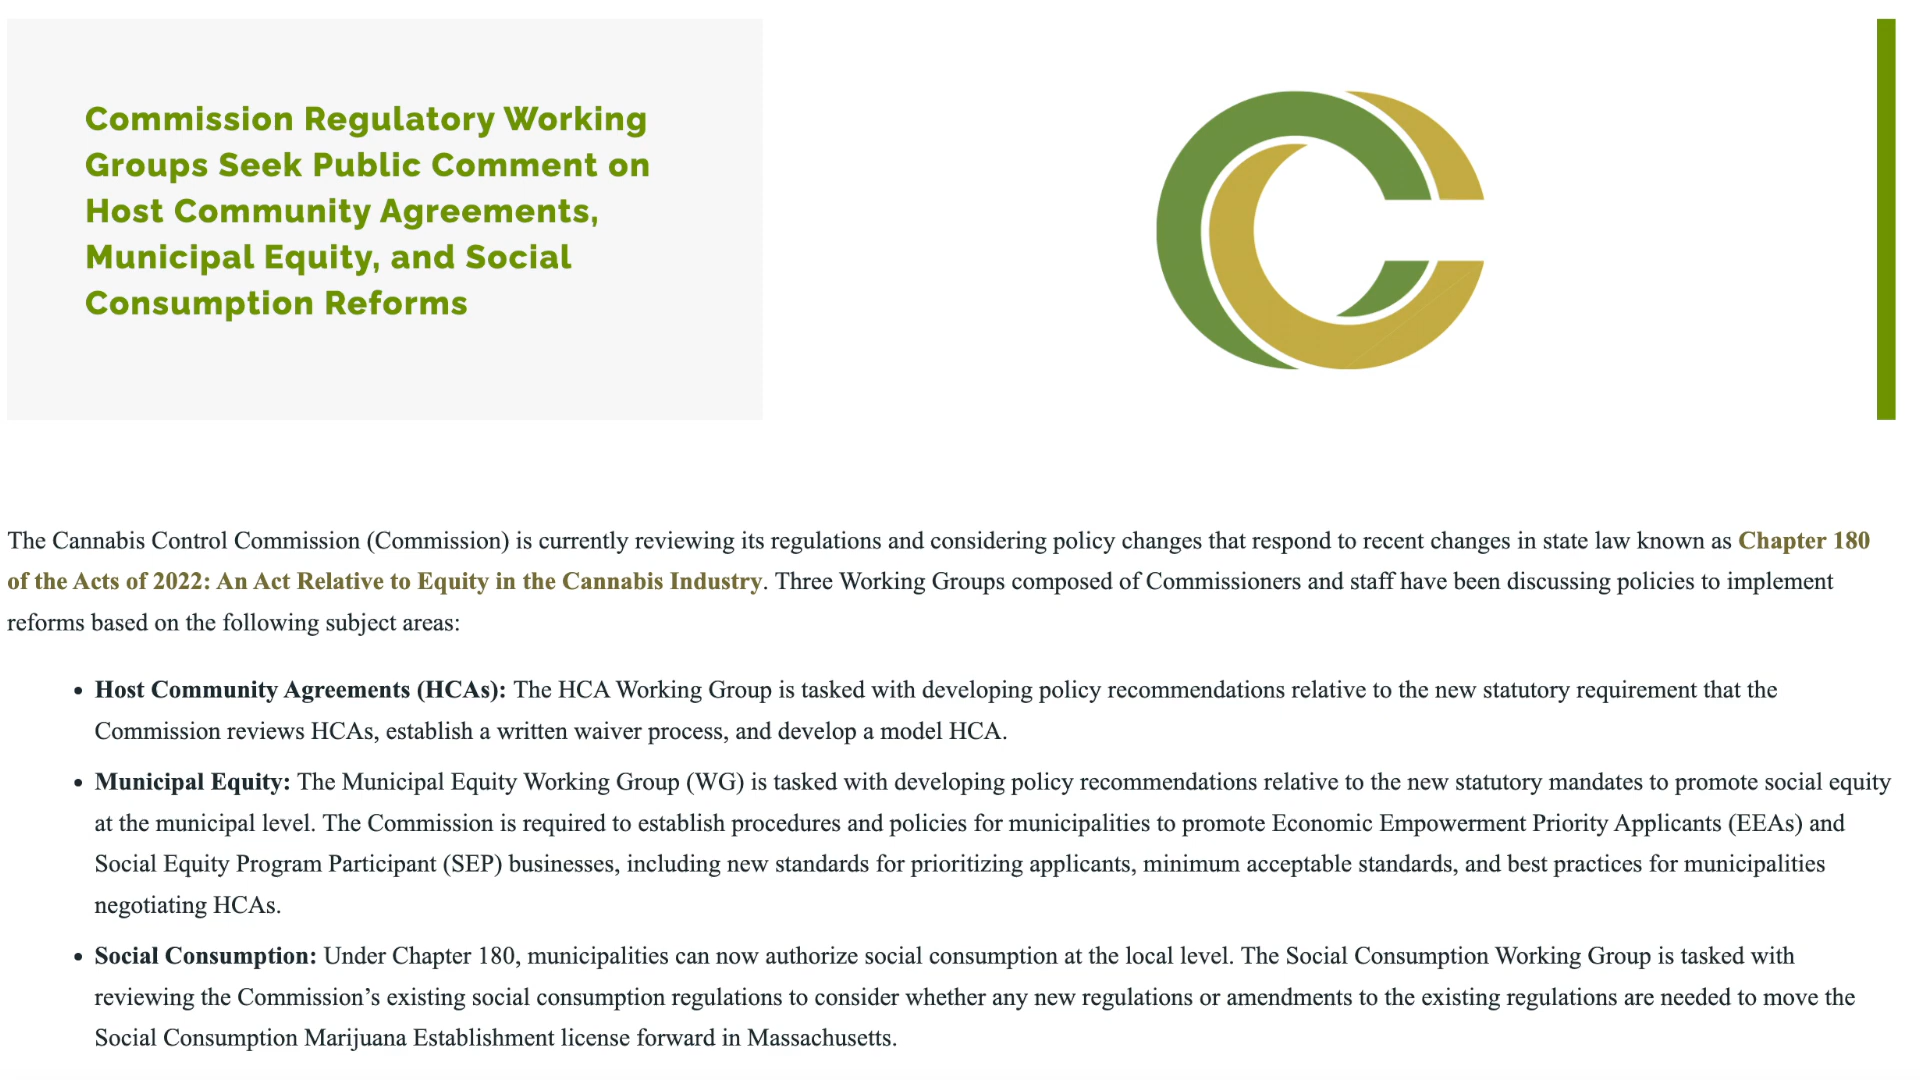 Commission Regulatory Working
Groups Seek Public Comment on
Host Community Agreements,
Municipal Equity, and Social
Consumption Reforms
The Cannabis Control Commission (Commission) is currently reviewing its regulations and considering policy changes that respond to recent changes in state law known as Chapter 180
of the Acts of 2022: An Act Relative to Equity in the Cannabis Industry. Three Working Groups composed of Commissioners and staff have been discussing policies to implement
reforms based on the following subject areas:
• Host Community Agreements (HCAs): The HCA Working Group is tasked with developing policy recommendations relative to the new statutory requirement that the
Commission reviews HCAs, establish a written waiver process, and develop a model HCA.
• Municipal Equity: The Municipal Equity Working Group (WG) is tasked with developing policy recommendations relative to the new statutory mandates to promote social equity
at the municipal level. The Commission is required to establish procedures and policies for municipalities to promote Economic Empowerment Priority Applicants (EEAs) and
Social Equity Program Participant (SEP) businesses, including new standards for prioritizing applicants, minimum acceptable standards, and best practices for municipalities
negotiating HCAs.
• Social Consumption: Under Chapter 180, municipalities can now authorize social consumption at the local level. The Social Consumption Working Group is tasked with
reviewing the Commission’s existing social consumption regulations to consider whether any new regulations or amendments to the existing regulations are needed to move the
Social Consumption Marijuana Establishment license forward in Massachusetts.